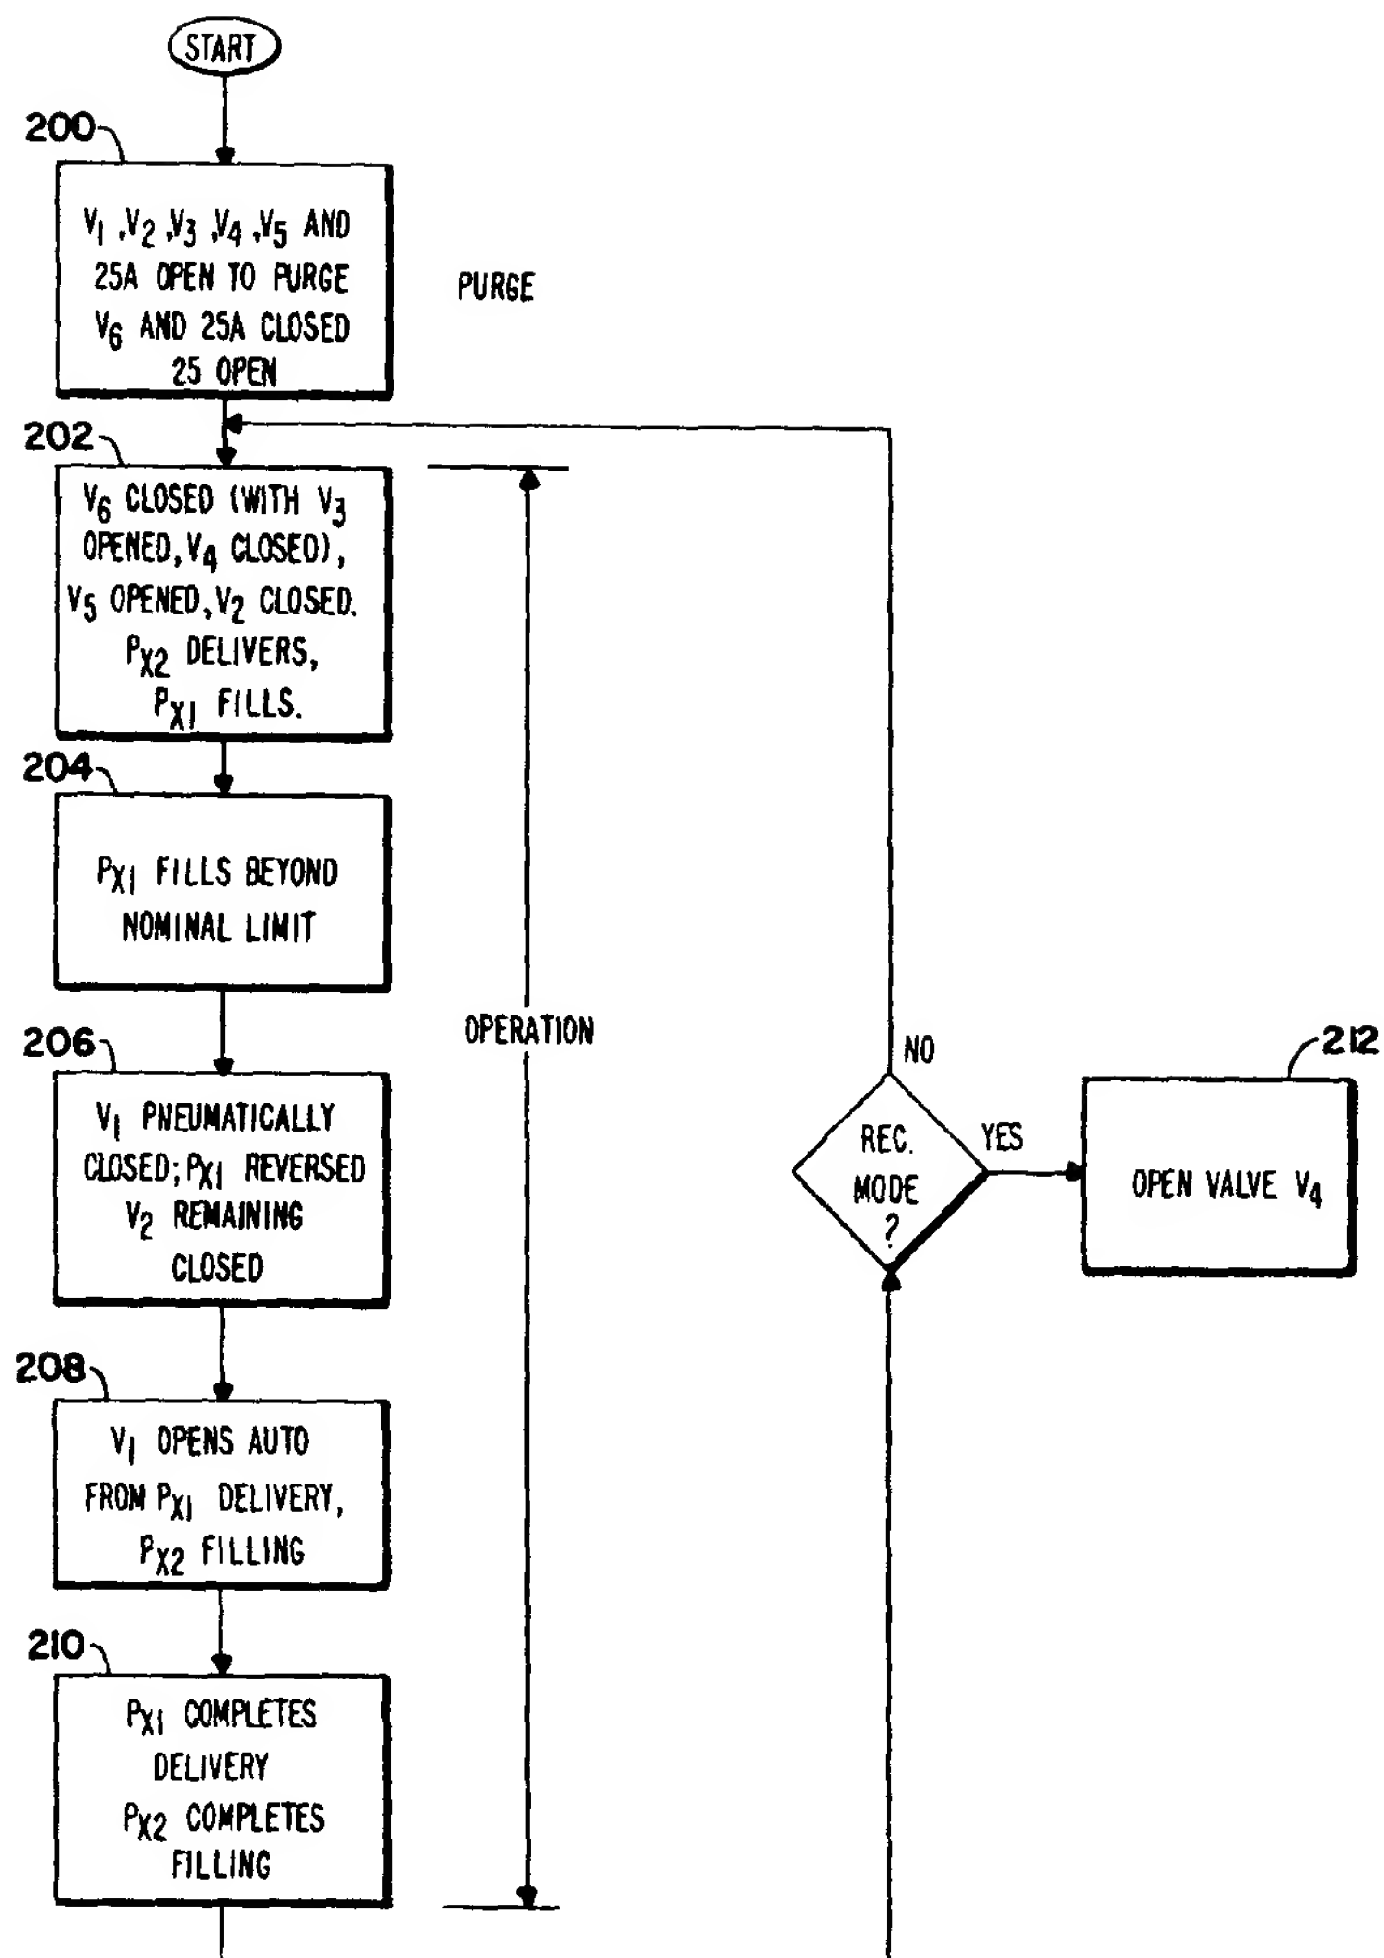 START
200
V1, V2, V3, V4, V5 AND
25A OPEN TO PURGE
V6 AND 25A CLOSED
25 OPEN
PURGE
202
V6 CLOSED (WITH V3
OPENED, V4 CLOSED),
V5 OPENED, V2 CLOSED.
PX2 DELIVERS,
PX1 FILLS.
204
PX1 FILLS BEYOND
NOMINAL LIMIT
OPERATION
206
V1 PNEUMATICALLY
CLOSED; PX1 REVERSED
V2 REMAINING
CLOSED
208
V1 OPENS AUTO
FROM PX1 DELIVERY,
PX2 FILLING
210
PX1 COMPLETES
DELIVERY
PX2 COMPLETES
FILLING
NO
REC.
MODE
?
YES
212
OPEN VALVE V4